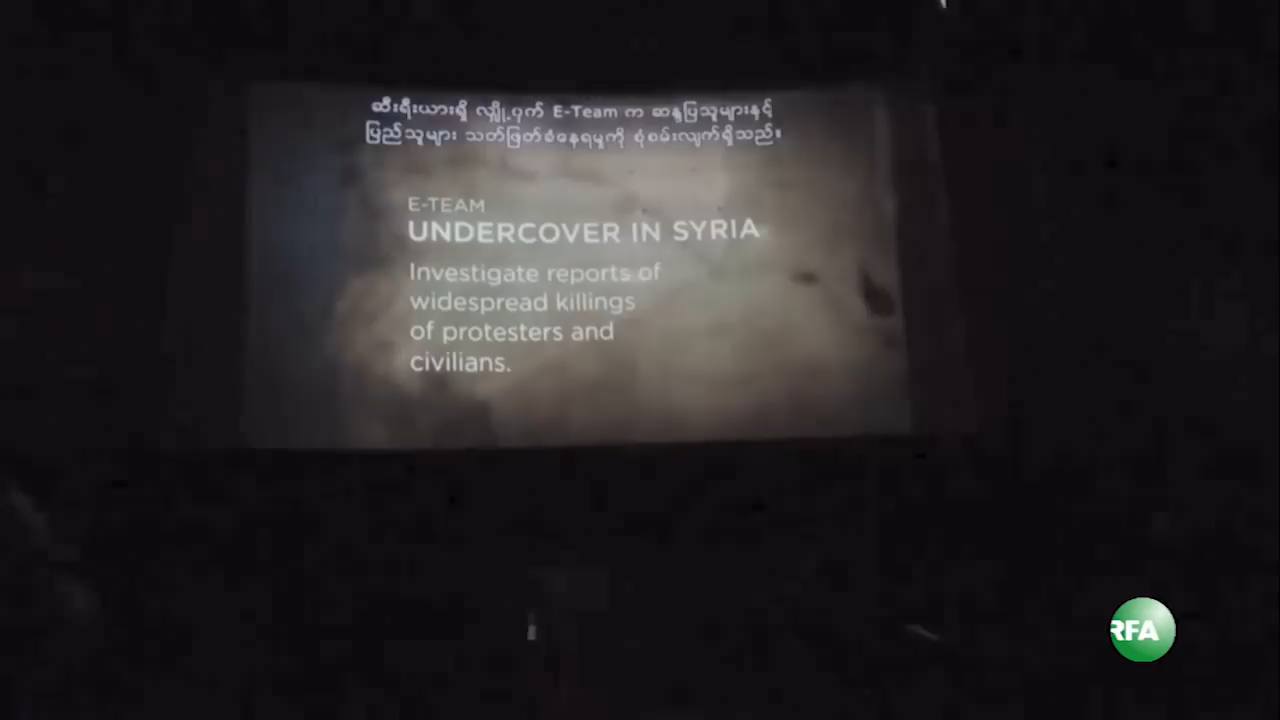 ဆီးရီးယားရှိ လျှို့ဝှက် E-Team က ဆန္ဒပြသူများနှင့်
ပြည်သူများ သတ်ဖြတ်ခံနေရမှုကို စုံစမ်းလျက်ရှိသည်။
E-TEAM
UNDERCOVER IN SYRIA
Investigate reports of
widespread killings
of protesters and
civilians.
RFA